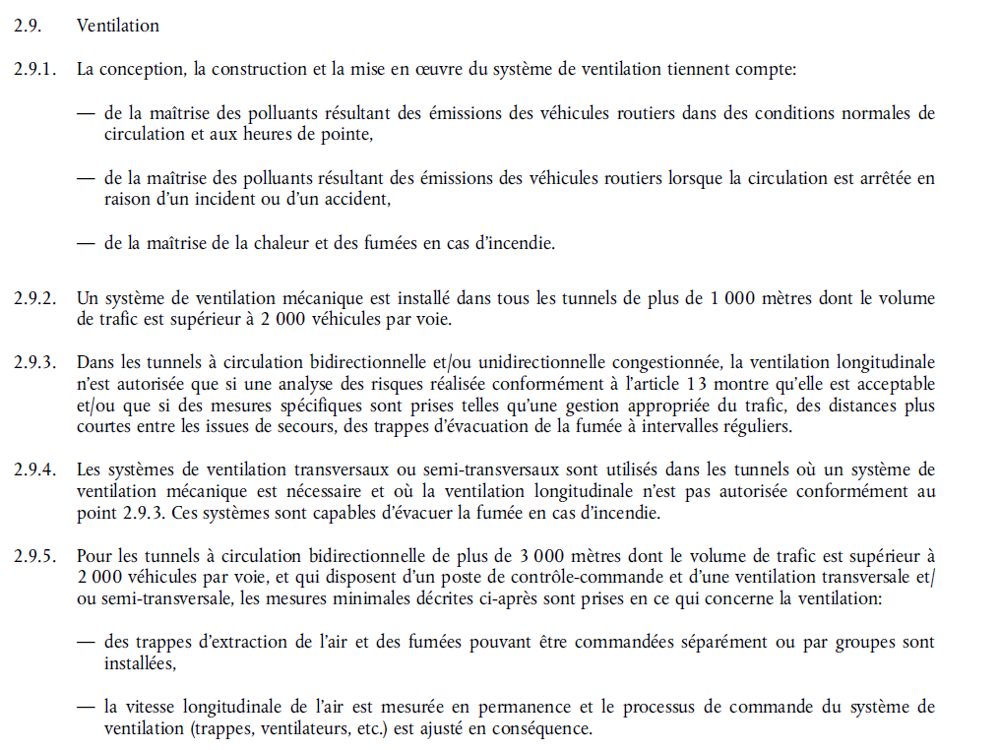 2.9. Ventilation
2.9.1. La conception, la construction et la mise en œuvre du système de ventilation tiennent compte:
— de la maîtrise des polluants résultant des émissions des véhicules routiers dans des conditions normales de
circulation et aux heures de pointe,
— de la maîtrise des polluants résultant des émissions des véhicules routiers lorsque la circulation est arrêtée en
raison d'un incident ou d'un accident,
— de la maîtrise de la chaleur et des fumées en cas d'incendie.
2.9.2. Un système de ventilation mécanique est installé dans tous les tunnels de plus de 1 000 mètres dont le volume
de trafic est supérieur à 2 000 véhicules par voie.
2.9.3. Dans les tunnels à circulation bidirectionnelle et/ou unidirectionnelle congestionnée, la ventilation longitudinale
n'est autorisée que si une analyse des risques réalisée conformément à l'article 13 montre qu'elle est acceptable
et/ou que si des mesures spécifiques sont prises telles qu'une gestion appropriée du trafic, des distances plus
courtes entre les issues de secours, des trappes d'évacuation de la fumée à intervalles réguliers.
2.9.4. Les systèmes de ventilation transversaux ou semi-transversaux sont utilisés dans les tunnels où un système de
ventilation mécanique est nécessaire et où la ventilation longitudinale n'est pas autorisée conformément au
point 2.9.3. Ces systèmes sont capables d'évacuer la fumée en cas d'incendie.
2.9.5. Pour les tunnels à circulation bidirectionnelle de plus de 3 000 mètres dont le volume de trafic est supérieur à
2 000 véhicules par voie, et qui disposent d'un poste de contrôle-commande et d'une ventilation transversale et/
ou semi-transversale, les mesures minimales décrites ci-après sont prises en ce qui concerne la ventilation:
— des trappes d'extraction de l'air et des fumées pouvant être commandées séparément ou par groupes sont
installées,
— la vitesse longitudinale de l'air est mesurée en permanence et le processus de commande du système de
ventilation (trappes, ventilateurs, etc.) est ajusté en conséquence.